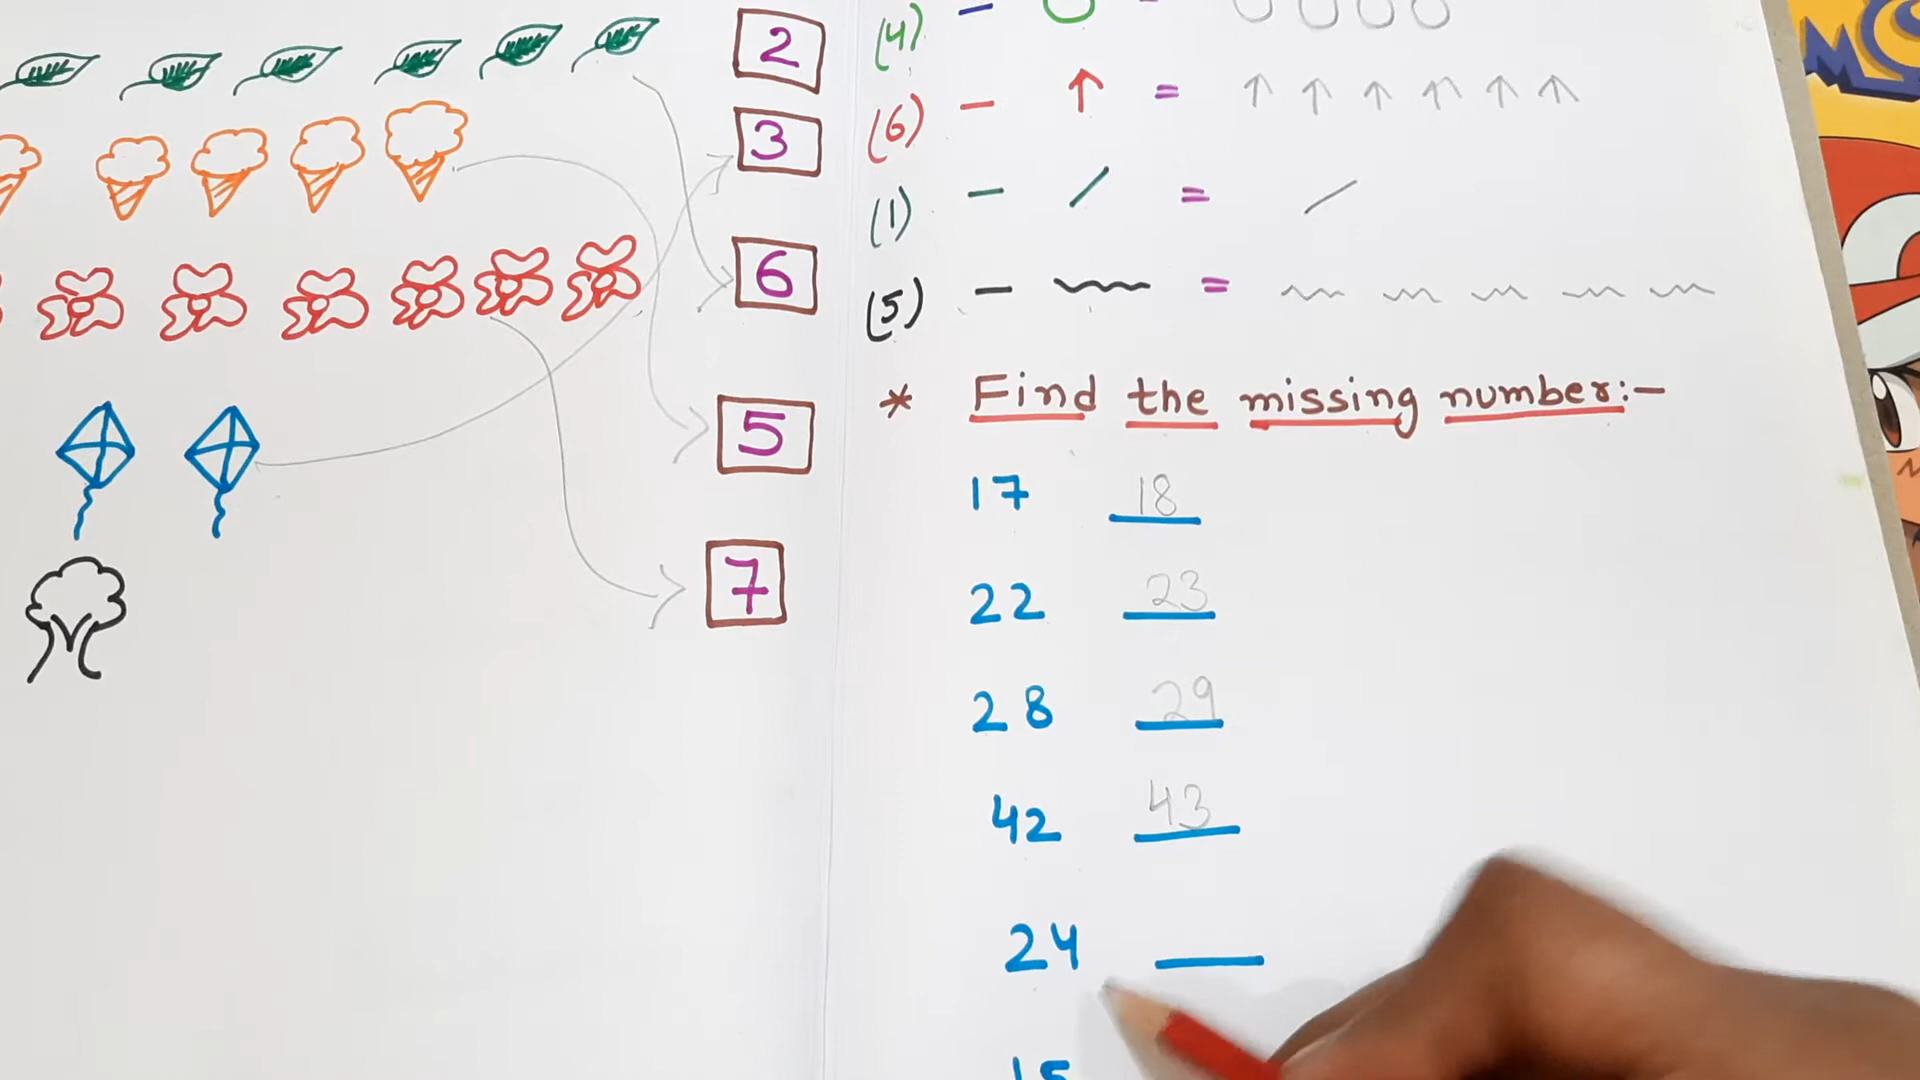 2
3
6
5
7
(4) - =
(6) - ↑ = ↑ ↑ ↑ ↑ ↑ ↑
(1) - / = /
(5) - =
* Find the missing number:-
17 18
22 23
28 29
42 43
24
15